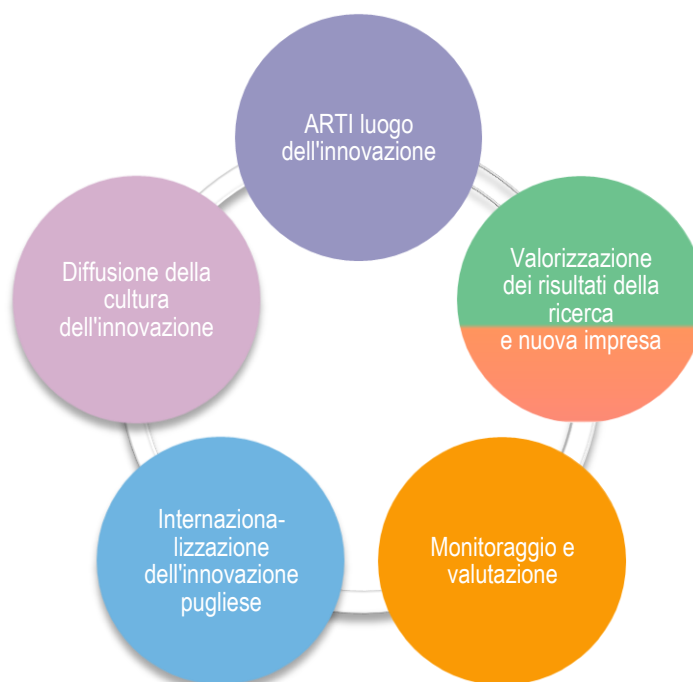 ARTI luogo
dell'innovazione
Valorizzazione
dei risultati della
ricerca
e nuova impresa
Monitoraggio e
valutazione
Internaziona-
lizzazione
dell'innovazione
pugliese
Diffusione della
cultura
dell'innovazione